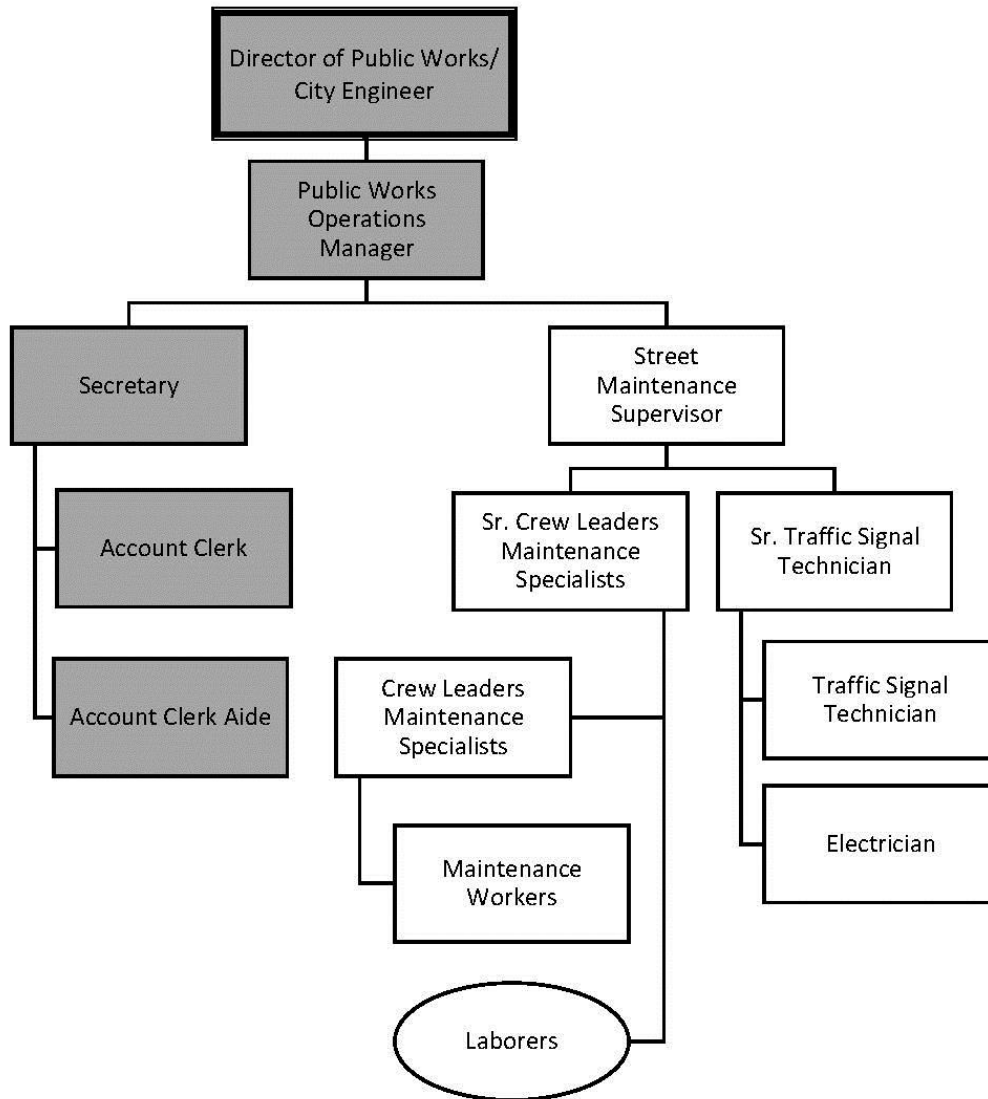 Director of Public Works/
City Engineer
Public Works
Operations
Manager
Secretary
Street
Maintenance
Supervisor
Account Clerk
Sr. Crew Leaders
Maintenance
Specialists
Sr. Traffic Signal
Technician
Account Clerk Aide
Crew Leaders
Maintenance
Specialists
Traffic Signal
Technician
Maintenance
Workers
Electrician
Laborers